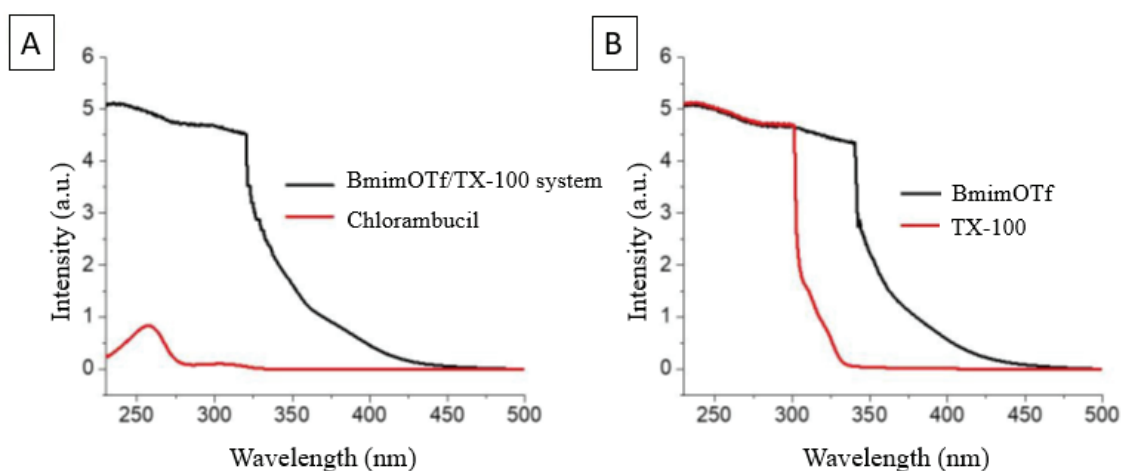 A
Intensity (a.u.)
6
5
4
3
2
1
0
BmimOTf/TX-100 system
Chlorambucil
250 300 350 400 450 500
Wavelength (nm)
B
Intensity (a.u.)
6
5
4
3
2
1
0
BmimOTf
TX-100
250 300 350 400 450 500
Wavelength (nm)